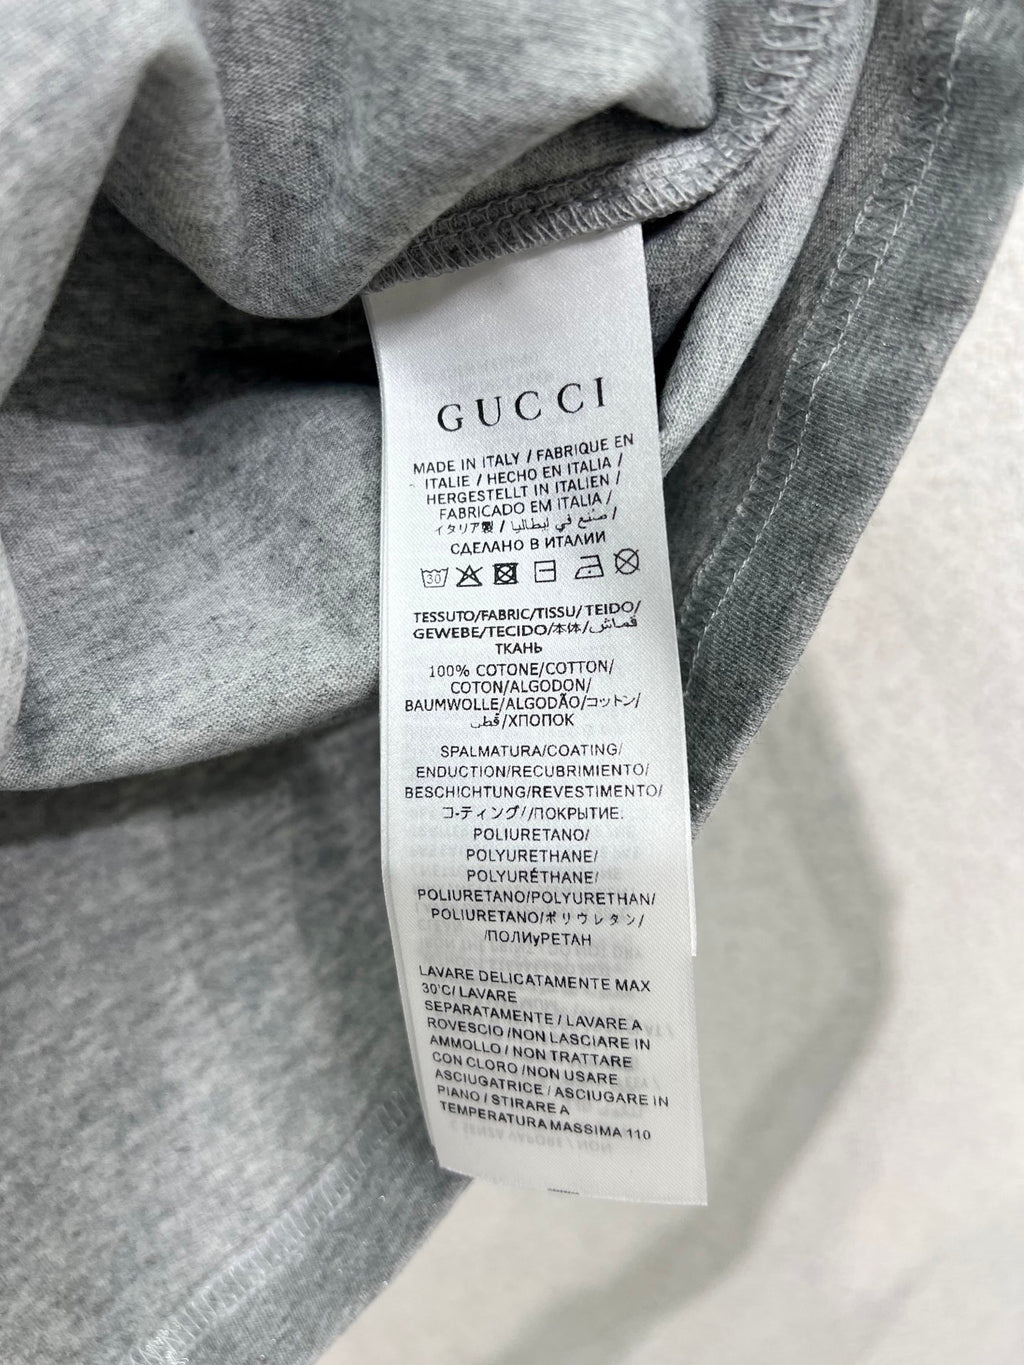 GUCCI
MADE IN ITALY / FABRIQUE EN
ITALIE / HECHO EN ITALIA /
HERGESTELLT IN ITALIEN /
FABRICADO EM ITALIA /
イタリア製 / صنع في إيطاليا /
СДЕЛАНО В ИТАЛИИ
30
TESSUTO/FABRIC/TISSU/TEIDO/
GEWEBE/TECIDO/本体/قماش/
ТКАНЬ
100% COTONE/COTTON/
COTON/ALGODON/
BAUMWOLLE/ALGODÃO/コットン/
قطن/ХПОПОК
SPALMATURA/COATING/
ENDUCTION/RECUBRIMIENTO/
BESCHICHTUNG/REVESTIMENTO/
コ-ティング/ /ПОКРЫТИЕ:
POLIURETANO/
POLYURETHANE/
POLYURÉTHANE/
POLIURETANO/POLYURETHAN/
POLIURETANO/ポリウレタン/
/ПОЛИуРЕТАН
LAVARE DELICATAMENTE MAX
30'C/ LAVARE
SEPARATAMENTE / LAVARE A
ROVESCIO /NON LASCIARE IN
AMMOLLO / NON TRATTARE
CON CLORO /NON USARE
ASCIUGATRICE / ASCIUGARE IN
PIANO / STIRARE A
TEMPERATURA MASSIMA 110